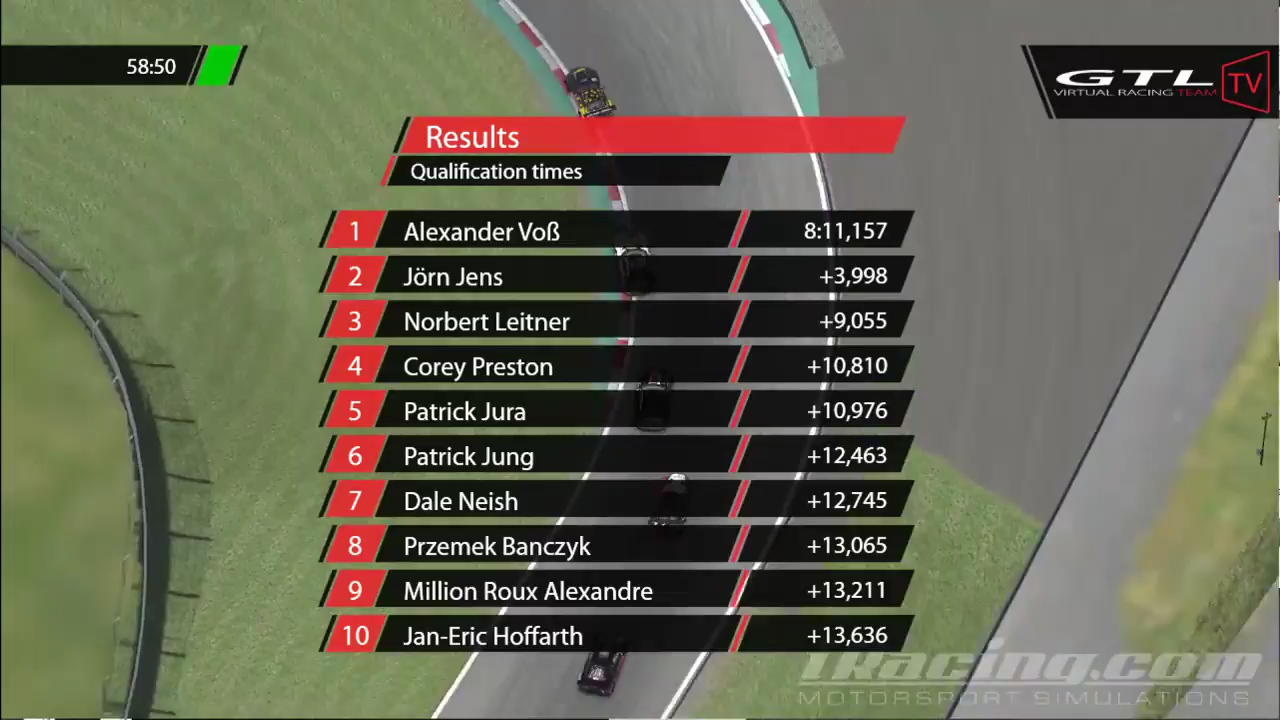 58:50
GTL TV
VIRTUAL RACING TEAM
Results
Qualification times
1 Alexander Voß 8:11,157
2 Jörn Jens +3,998
3 Norbert Leitner +9,055
4 Corey Preston +10,810
5 Patrick Jura +10,976
6 Patrick Jung +12,463
7 Dale Neish +12,745
8 Przemek Banczyk +13,065
9 Million Roux Alexandre +13,211
10 Jan-Eric Hoffarth +13,636
iRacing.com
MOTORSPORT SIMULATIONS